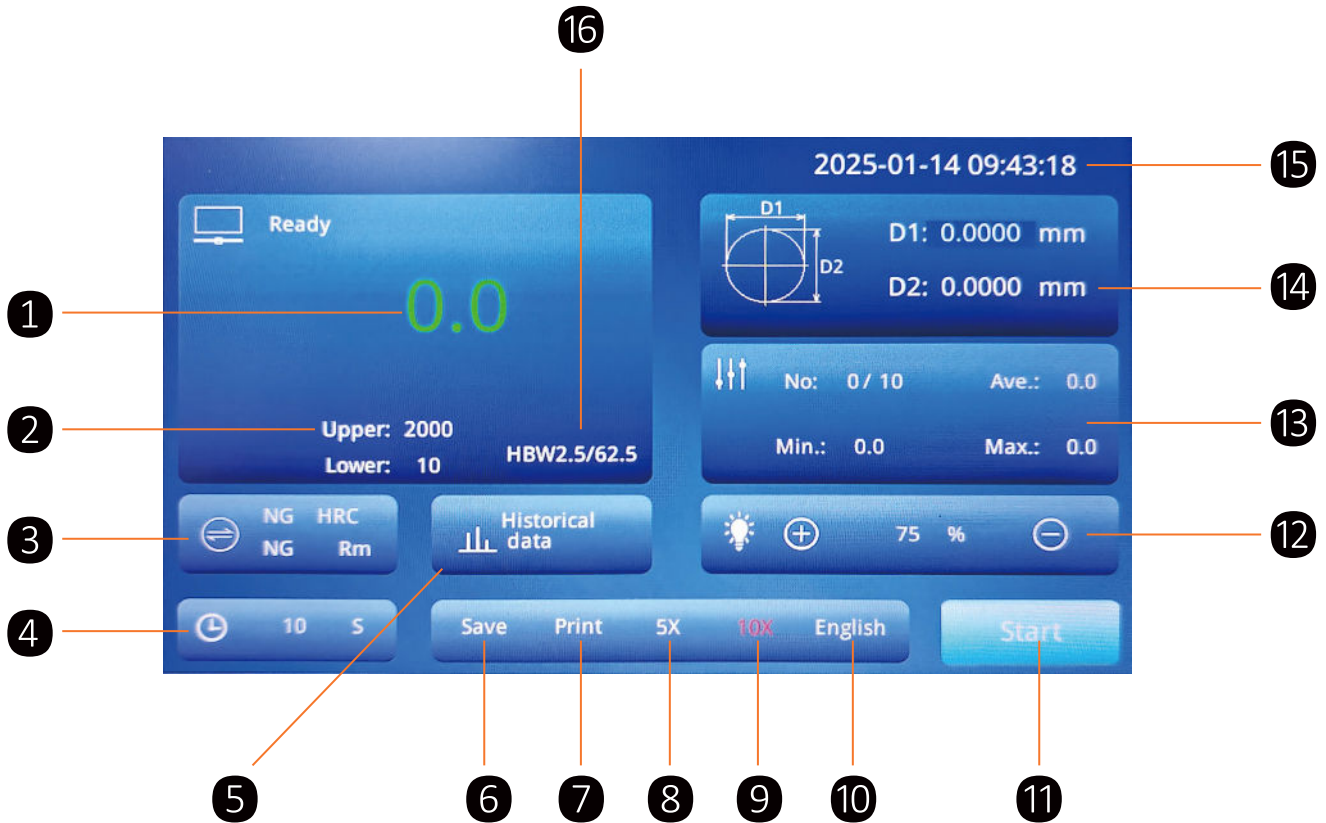 16
2025-01-14 09:43:18
15
Ready
D1
D2
D1: 0.0000 mm
D2: 0.0000 mm
14
1
0.0
No: 0/ 10 Ave.: 0.0
Min.: 0.0 Max.: 0.0
13
2
Upper: 2000
Lower: 10
HBW2.5/62.5
3
NG HRC
NG Rm
Historical
data
75 %
12
4
10 S
Save Print 5X 10X English
Start
5
6
7
8
9
10
11